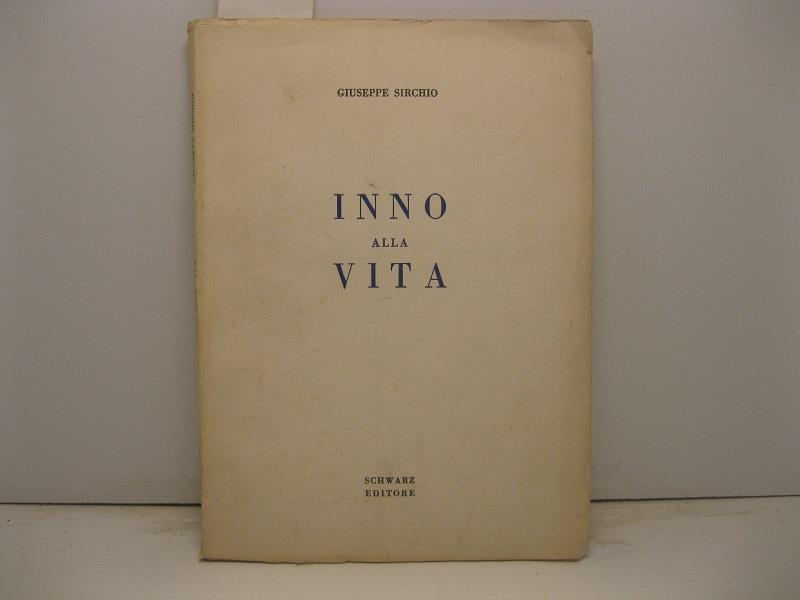 GIUSEPPE SIRCHIO
INNO
ALLA
VITA
SCHWARZ
EDITORE